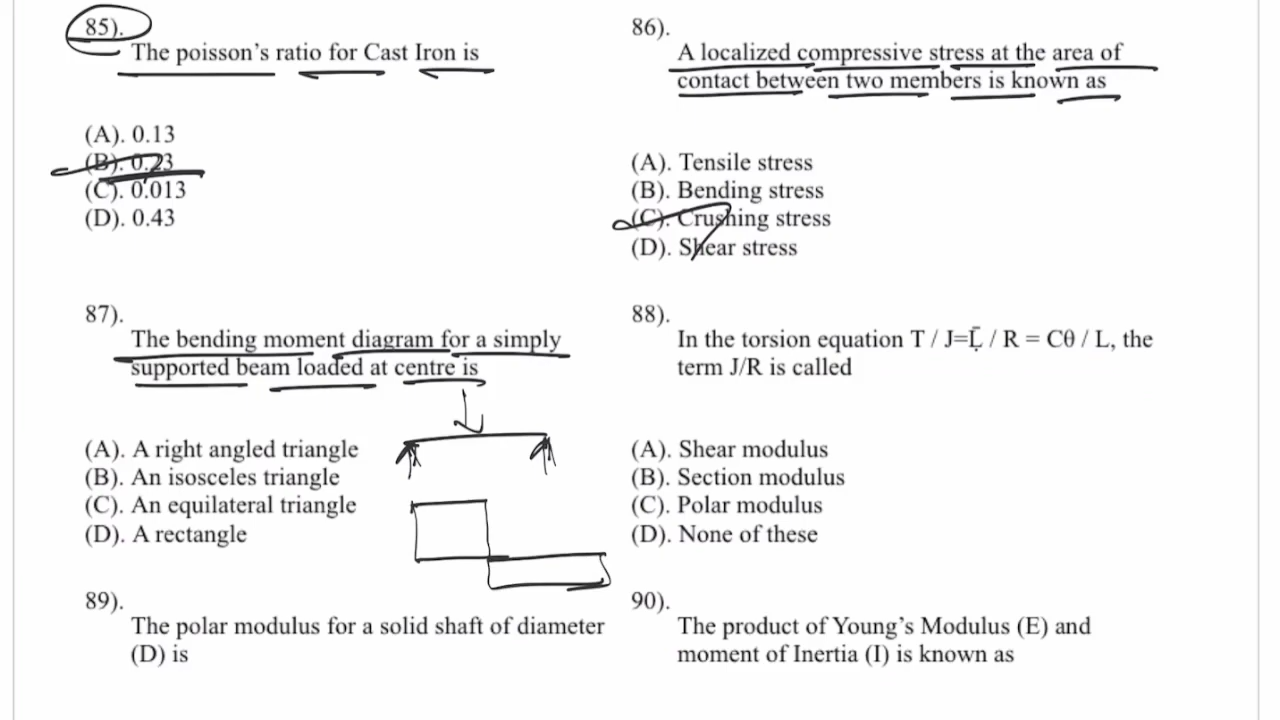 85).
The poisson's ratio for Cast Iron is
(A). 0.13
(B). 0.23
(C). 0.013
(D). 0.43
86).
A localized compressive stress at the area of
contact between two members is known as
(A). Tensile stress
(B). Bending stress
(C). Crushing stress
(D). Shear stress
87).
The bending moment diagram for a simply
supported beam loaded at centre is
(A). A right angled triangle
(B). An isosceles triangle
(C). An equilateral triangle
(D). A rectangle
88).
In the torsion equation T / J=Ḹ / R = Cθ / L, the
term J/R is called
(A). Shear modulus
(B). Section modulus
(C). Polar modulus
(D). None of these
89).
The polar modulus for a solid shaft of diameter
(D) is
90).
The product of Young's Modulus (E) and
moment of Inertia (I) is known as